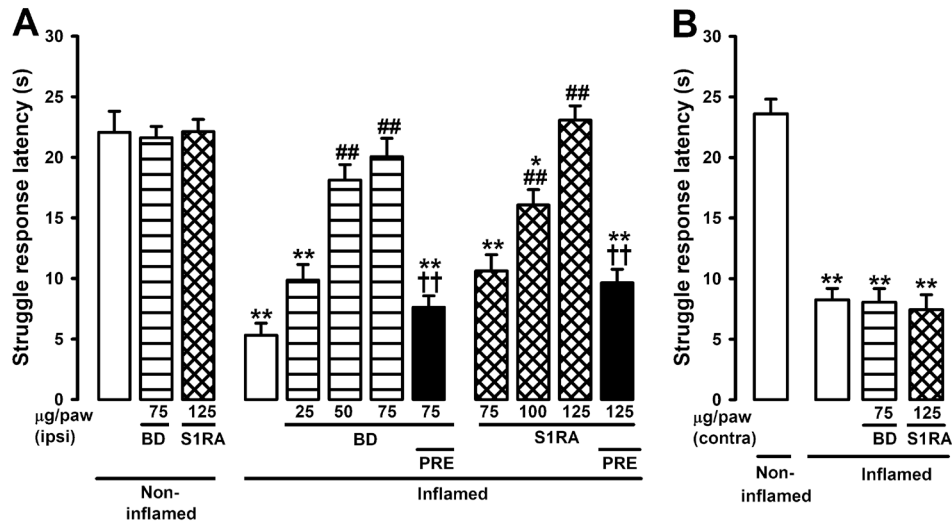 A
B
Struggle response latency (s)
30
25
20
15
10
5
0
**
**
##
##
**
††
**
*
##
##
**
††
75 125
25 50 75 75
75 100 125 125
μg/paw
(ipsi)
BD S1RA
BD
S1RA
PRE
PRE
Non-
inflamed
Inflamed
Struggle response latency (s)
30
25
20
15
10
5
0
**
**
**
75 125
μg/paw
(contra)
BD S1RA
Non-
inflamed
Inflamed